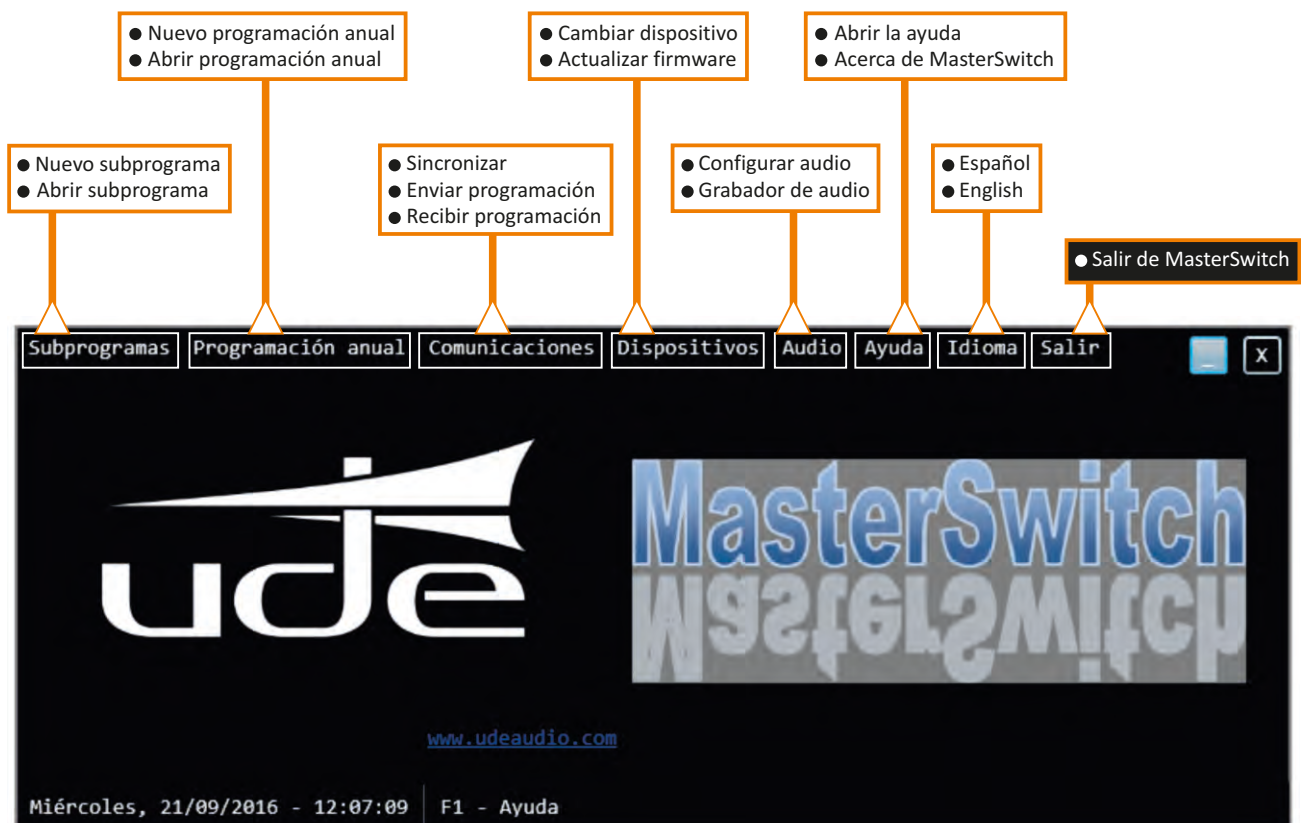 ● Nuevo programación anual
● Abrir programación anual
● Cambiar dispositivo
● Actualizar firmware
● Abrir la ayuda
● Acerca de MasterSwitch
● Nuevo subprograma
● Abrir subprograma
● Sincronizar
● Enviar programación
● Recibir programación
● Configurar audio
● Grabador de audio
● Español
● English
● Salir de MasterSwitch
Subprogramas Programación anual Comunicaciones Dispositivos Audio Ayuda Idioma Salir _ X
ude
MasterSwitch
MasterSwitch
www.udeaudio.com
Miércoles, 21/09/2016 - 12:07:09 F1 - Ayuda